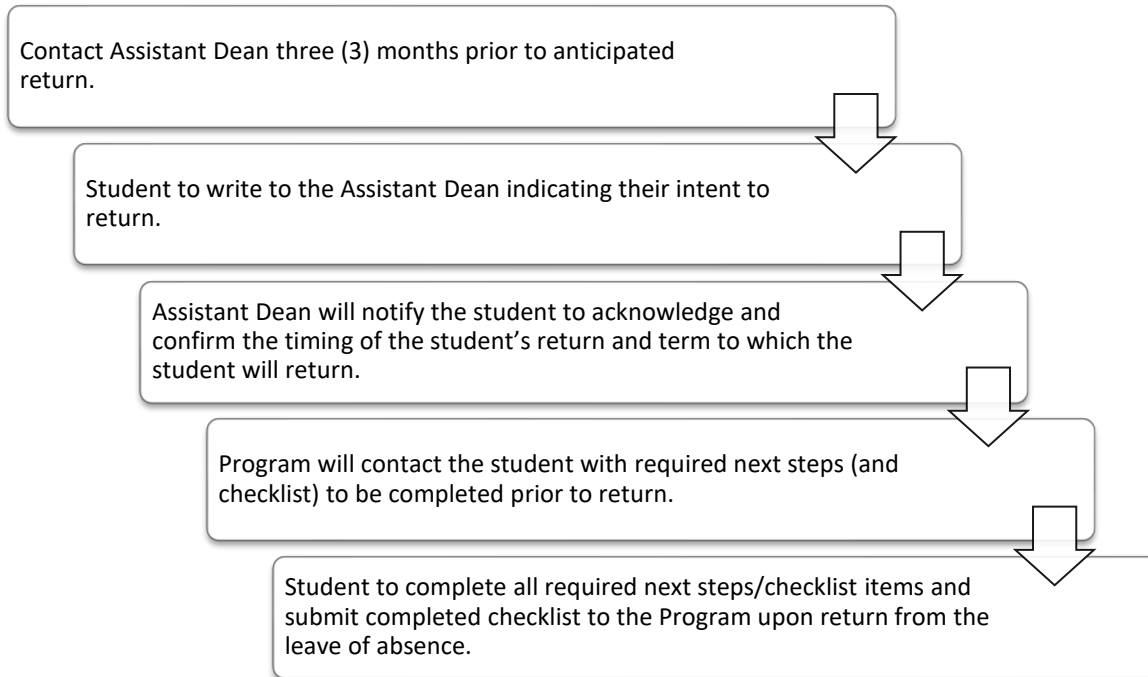 Contact Assistant Dean three (3) months prior to anticipated
return.
Student to write to the Assistant Dean indicating their intent to
return.
Assistant Dean will notify the student to acknowledge and
confirm the timing of the student’s return and term to which the
student will return.
Program will contact the student with required next steps (and
checklist) to be completed prior to return.
Student to complete all required next steps/checklist items and
submit completed checklist to the Program upon return from the
leave of absence.